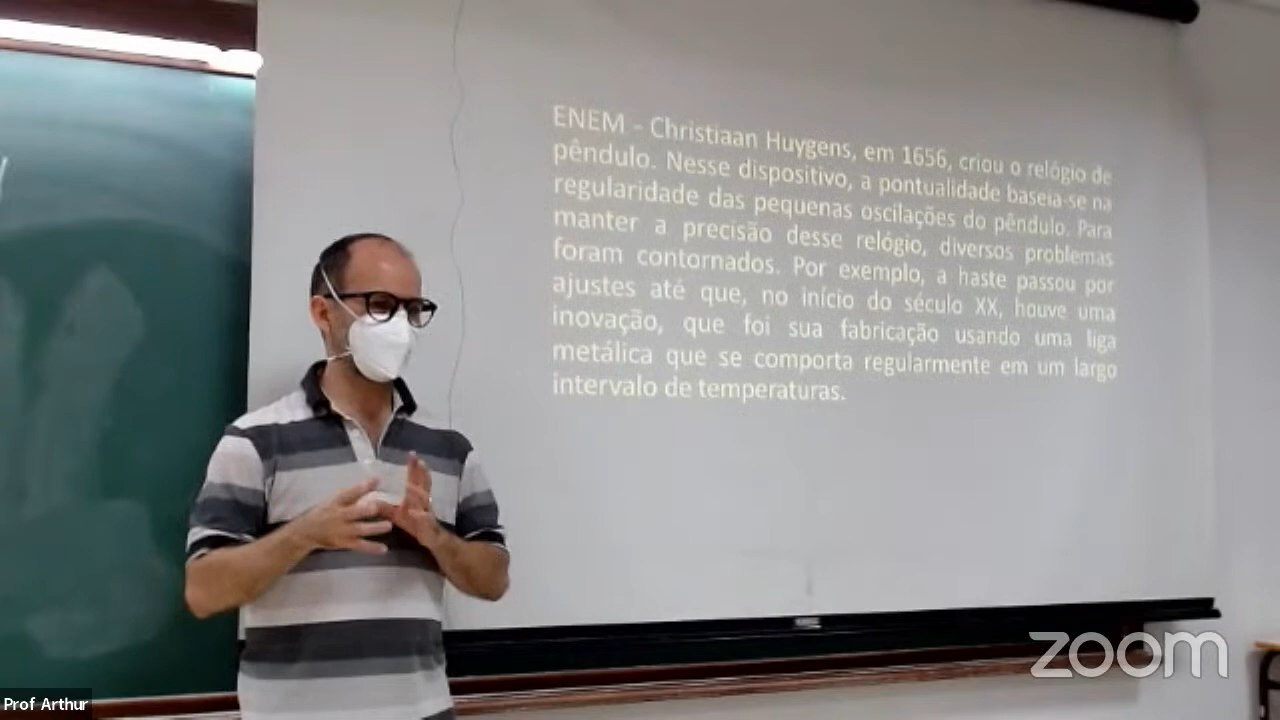 ENEM - Christiaan Huygens, em 1656, criou o relógio de
pêndulo. Nesse dispositivo, a pontualidade baseia-se na
regularidade das pequenas oscilações do pêndulo. Para
manter a precisão desse relógio, diversos problemas
foram contornados. Por exemplo, a haste passou por
ajustes até que, no início do século XX, houve uma
inovação, que foi sua fabricação usando uma liga
metálica que se comporta regularmente em um largo
intervalo de temperaturas.
zoom
Prof Arthur